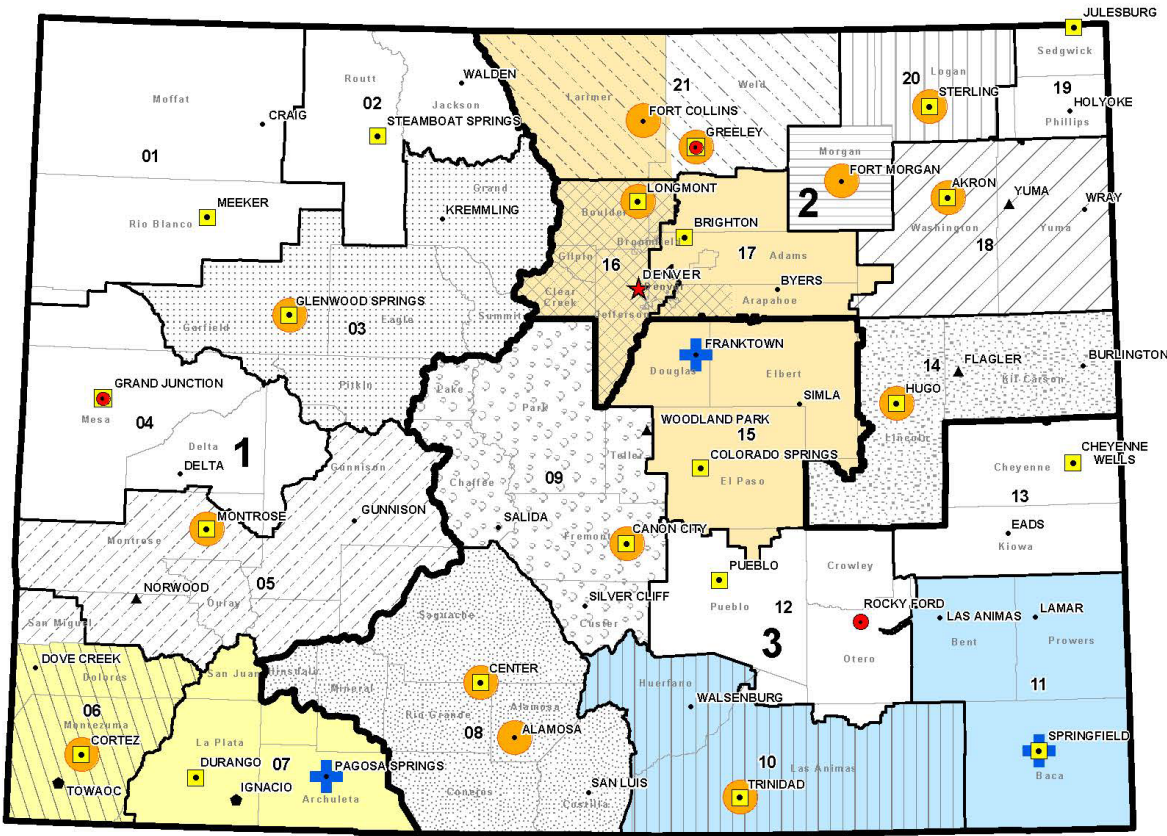 JULESBURG
Sedgwick
Logan
20
21
Weld
Larimer
Routt
WALDEN
02
Jackson
Moffat
19
STERLING
HOLYOKE
Phillips
FORT COLLINS
CRAIG
STEAMBOAT SPRINGS
GREELEY
Morgan
01
FORT MORGAN
Grand
LONGMONT
AKRON
YUMA
WRAY
MEEKER
KREMMLING
Boulder
2
Rio Blanco
Washington
Yuma
BRIGHTON
Broomfield
18
17
Adams
Gilpin
16
DENVER
Denver
BYERS
Clear
Creek
Arapahoe
GLENWOOD SPRINGS
Jefferson
Summit
03
Eagle
Garfield
FRANKTOWN
BURLINGTON
14
FLAGLER
Douglas
Elbert
Kit Carson
GRAND JUNCTION
Pitkin
Lake
HUGO
Park
SIMLA
Mesa
04
WOODLAND PARK
15
Lincoln
Delta
1
Teller
CHEYENNE
WELLS
Gunnison
COLORADO SPRINGS
Cheyenne
DELTA
09
Chaffee
El Paso
13
MONTROSE
GUNNISON
SALIDA
CANON CITY
EADS
Montrose
Fremont
Kiowa
PUEBLO
Crowley
05
NORWOOD
Ouray
SILVER CLIFF
Pueblo
12
ROCKY FORD
LAS ANIMAS
LAMAR
San Miguel
Saguache
Custer
Bent
Prowers
3
Otero
DOVE CREEK
Dolores
San Juan
Hinsdale
CENTER
Mineral
Huerfano
11
06
Rio Grande
Alamosa
WALSENBURG
Montezuma
08
ALAMOSA
CORTEZ
La Plata
SPRINGFIELD
07
DURANGO
PAGOSA SPRINGS
10
Las Animas
Baca
TOWAOC
IGNACIO
Archuleta
Conejos
SAN LUIS
Costilla
TRINIDAD